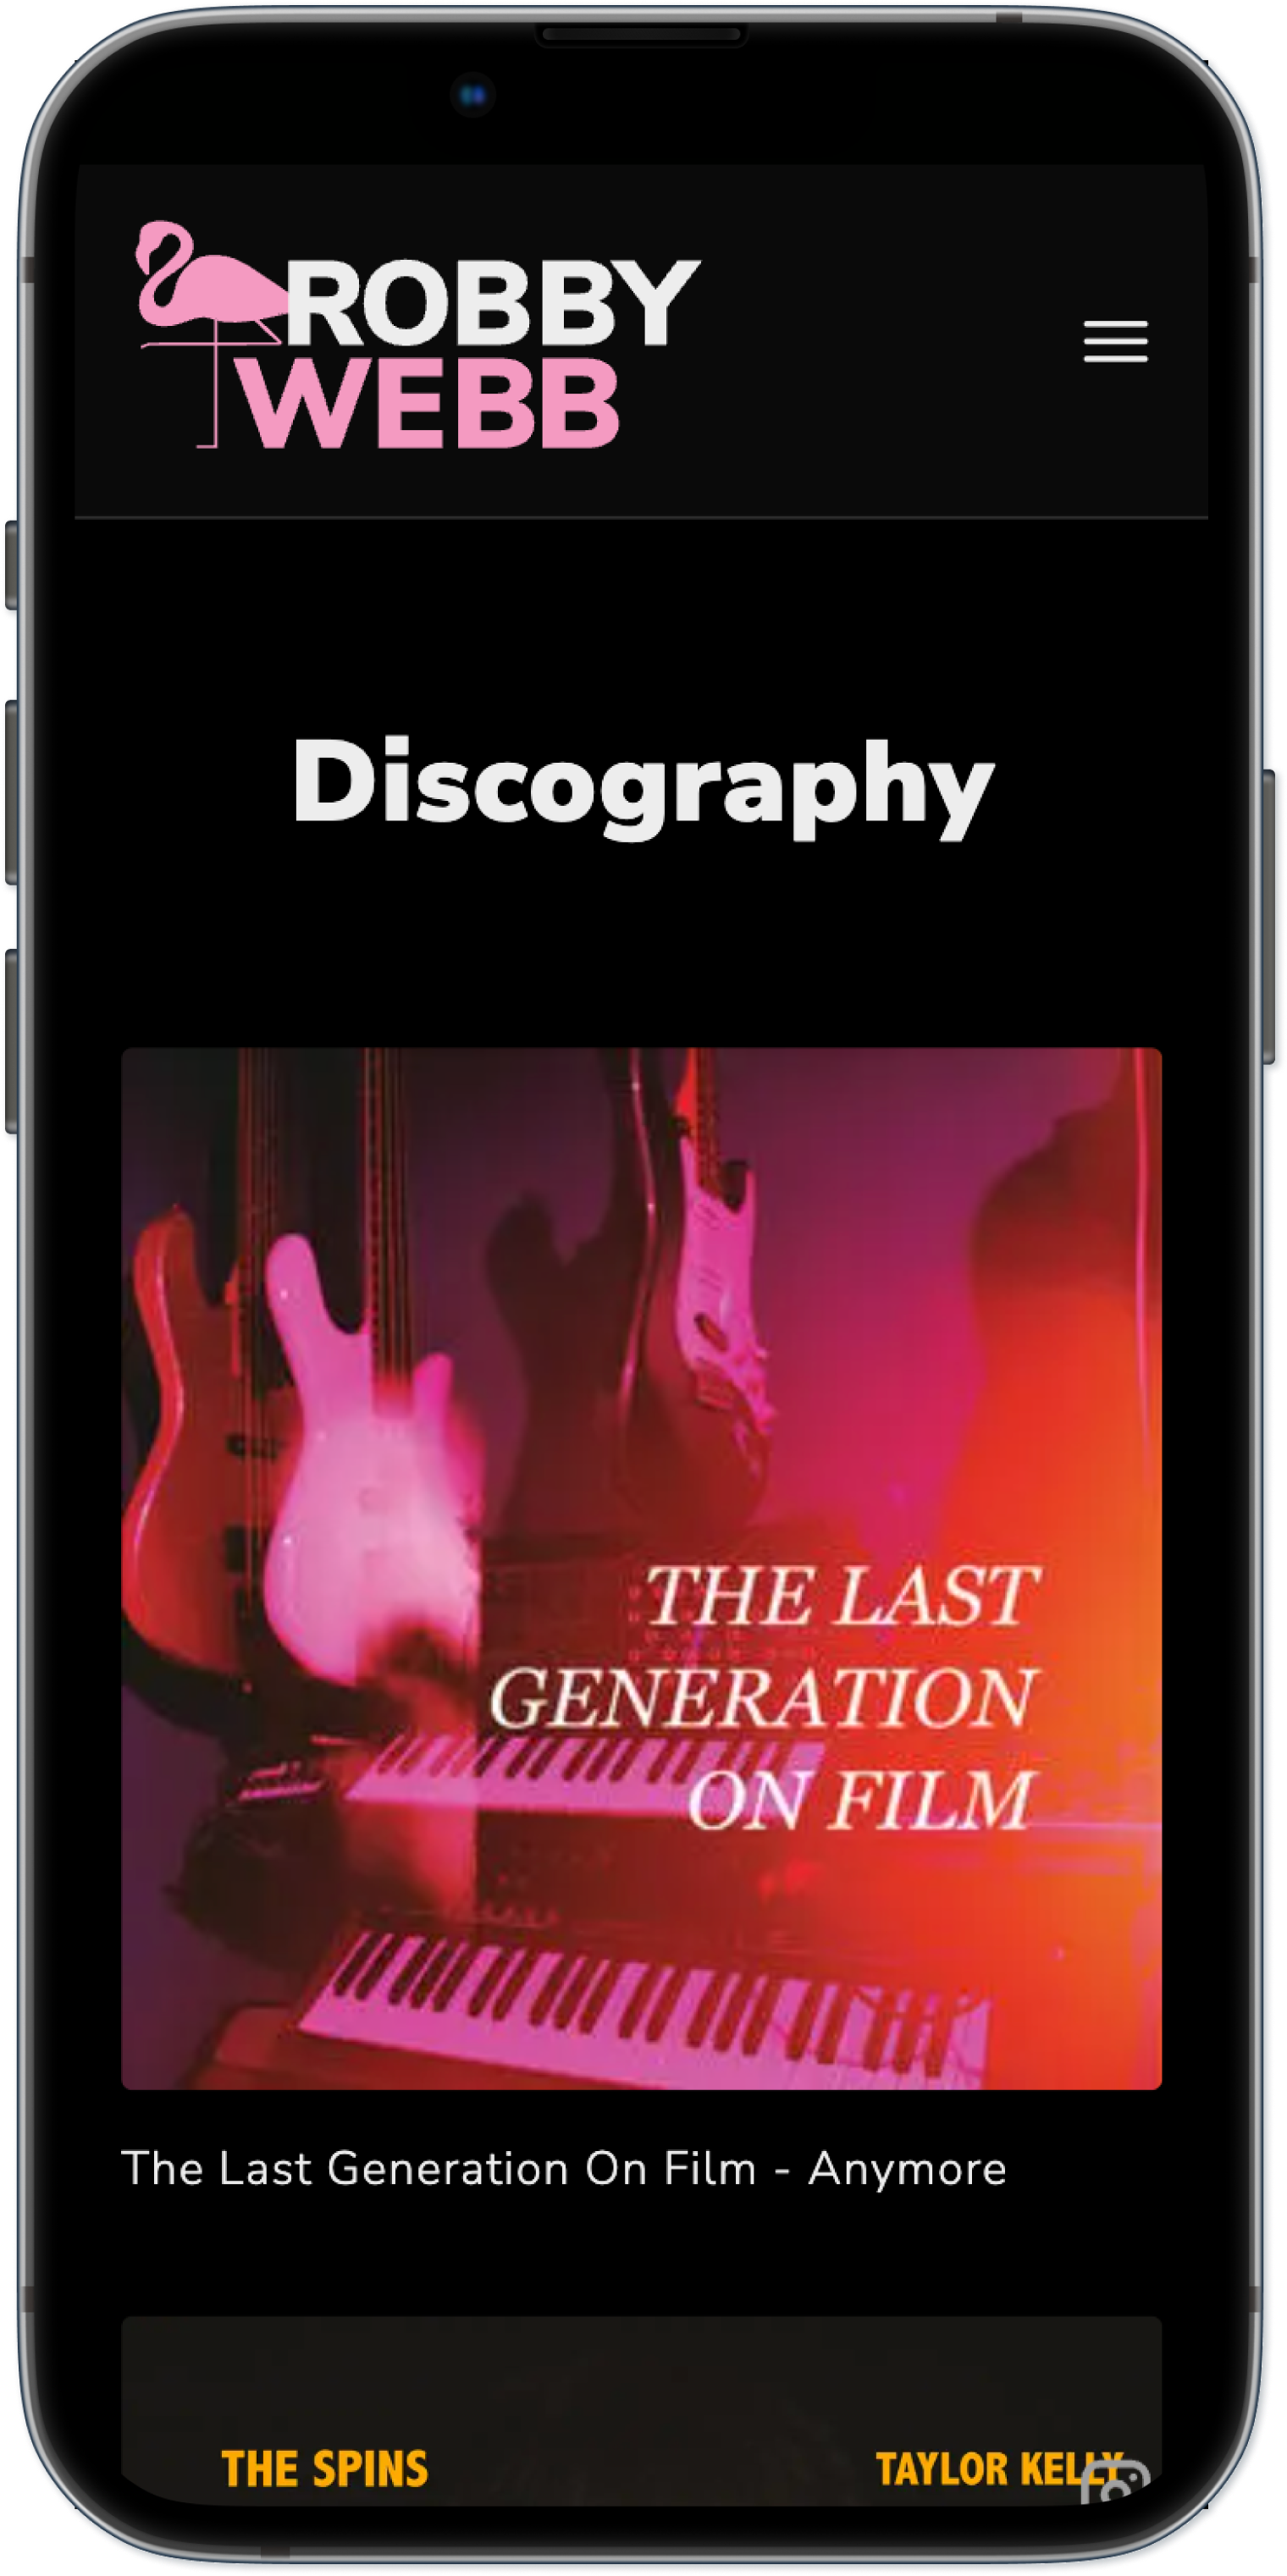 ROBBY
WEBB
Discography
THE LAST
GENERATION
ON FILM
The Last Generation On Film - Anymore
THE SPINS
TAYLOR KELLY